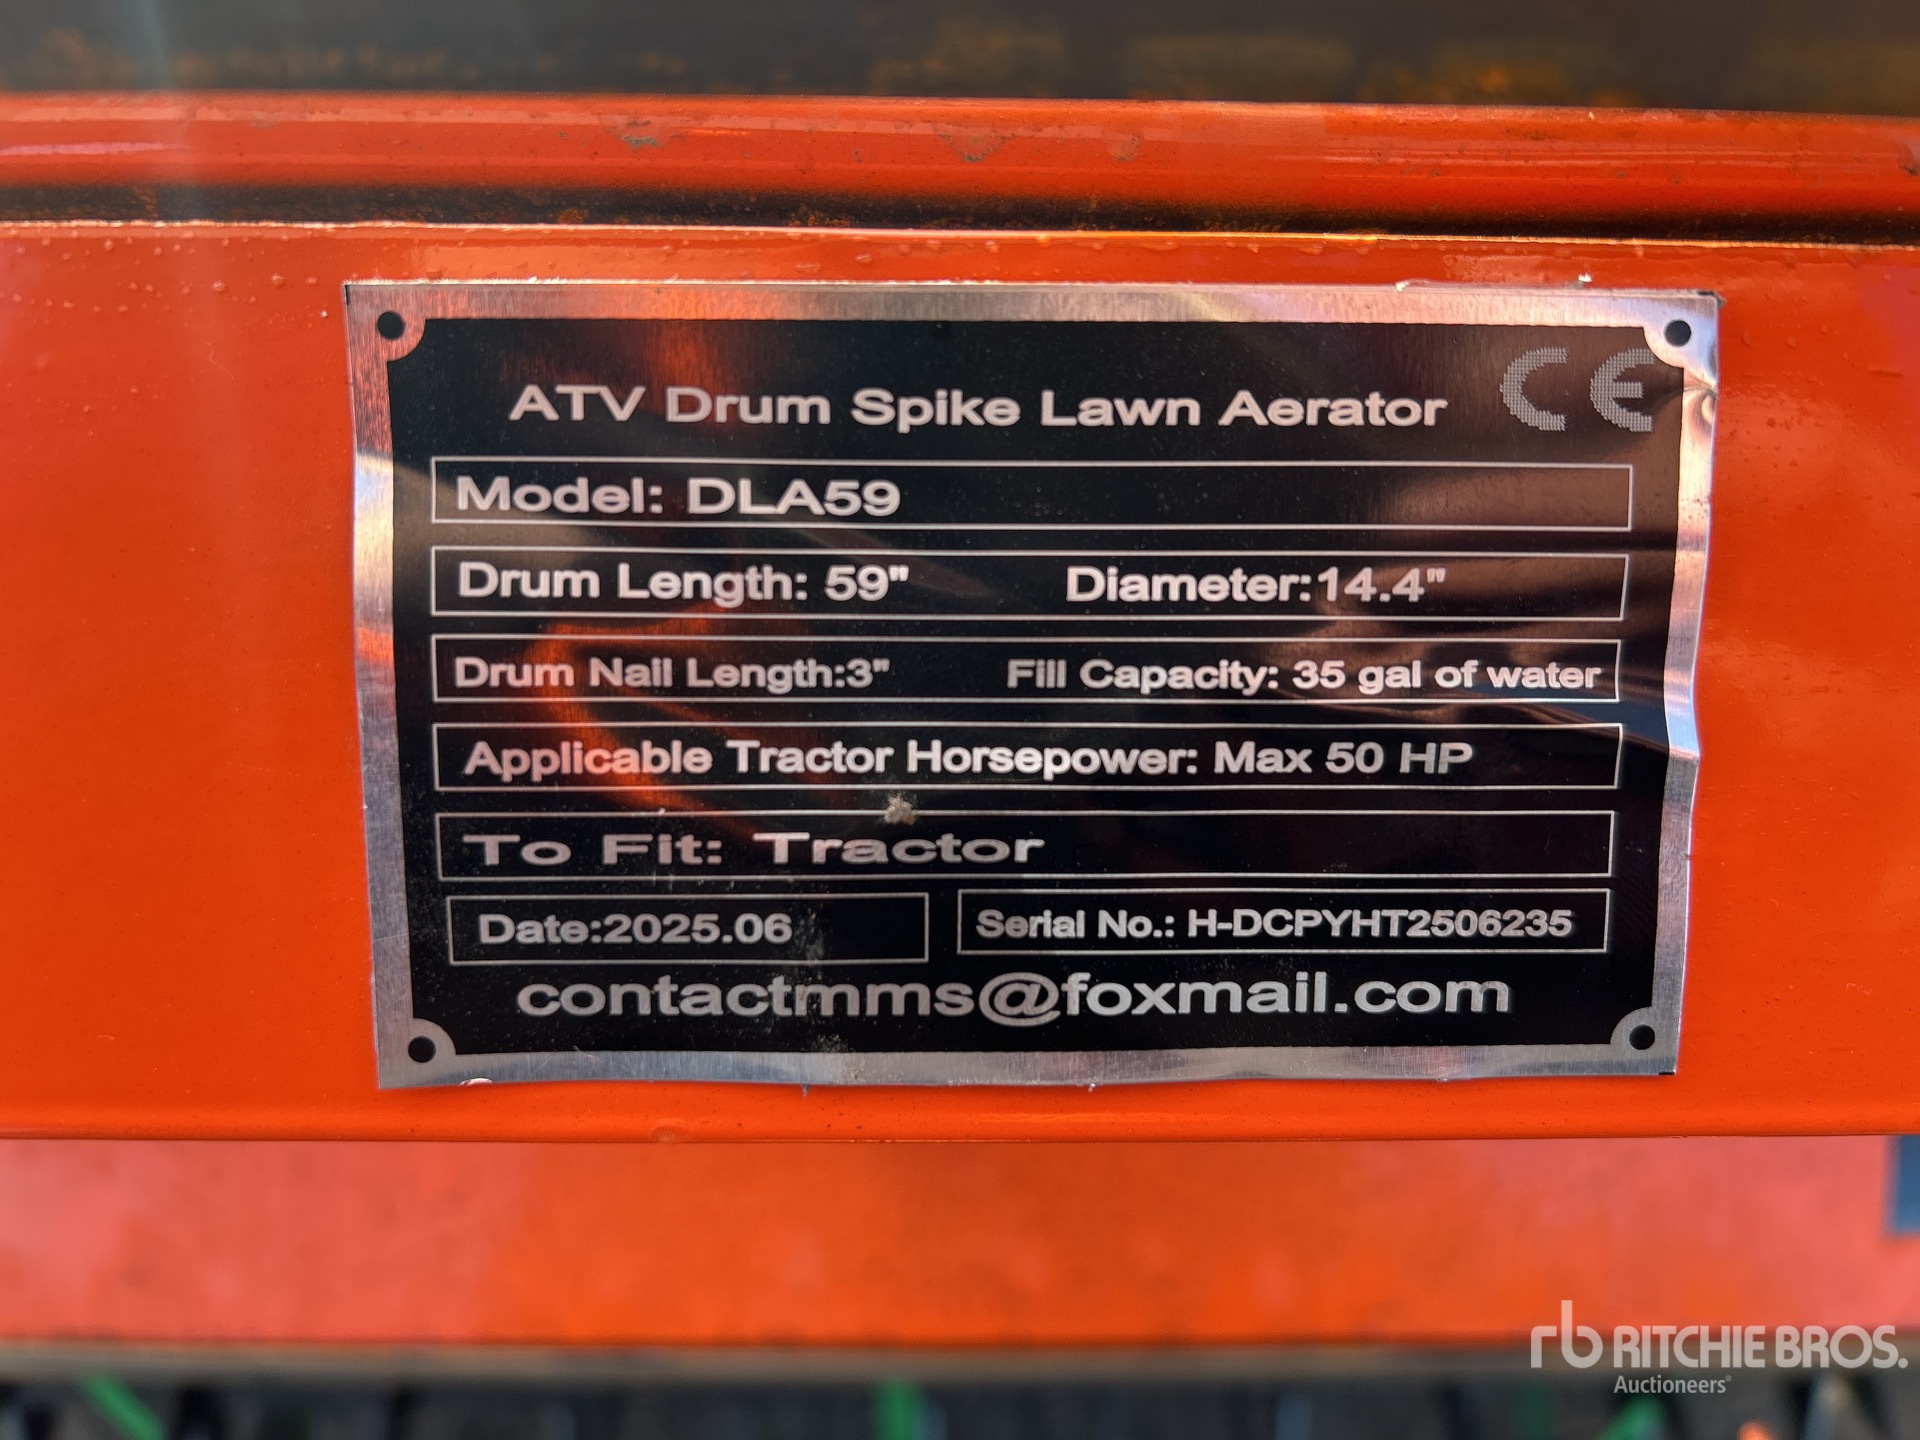 ATV Drum Spike Lawn Aerator CE
Model: DLA59
Drum Length: 59" Diameter:14.4"
Drum Nail Length:3" Fill Capacity: 35 gal of water
Applicable Tractor Horsepower: Max 50 HP
To Fit: Tractor
Date:2025.06 Serial No.: H-DCPYHT2506235
contactmms@foxmail.com
rb RITCHIE BROS.
Auctioneers®